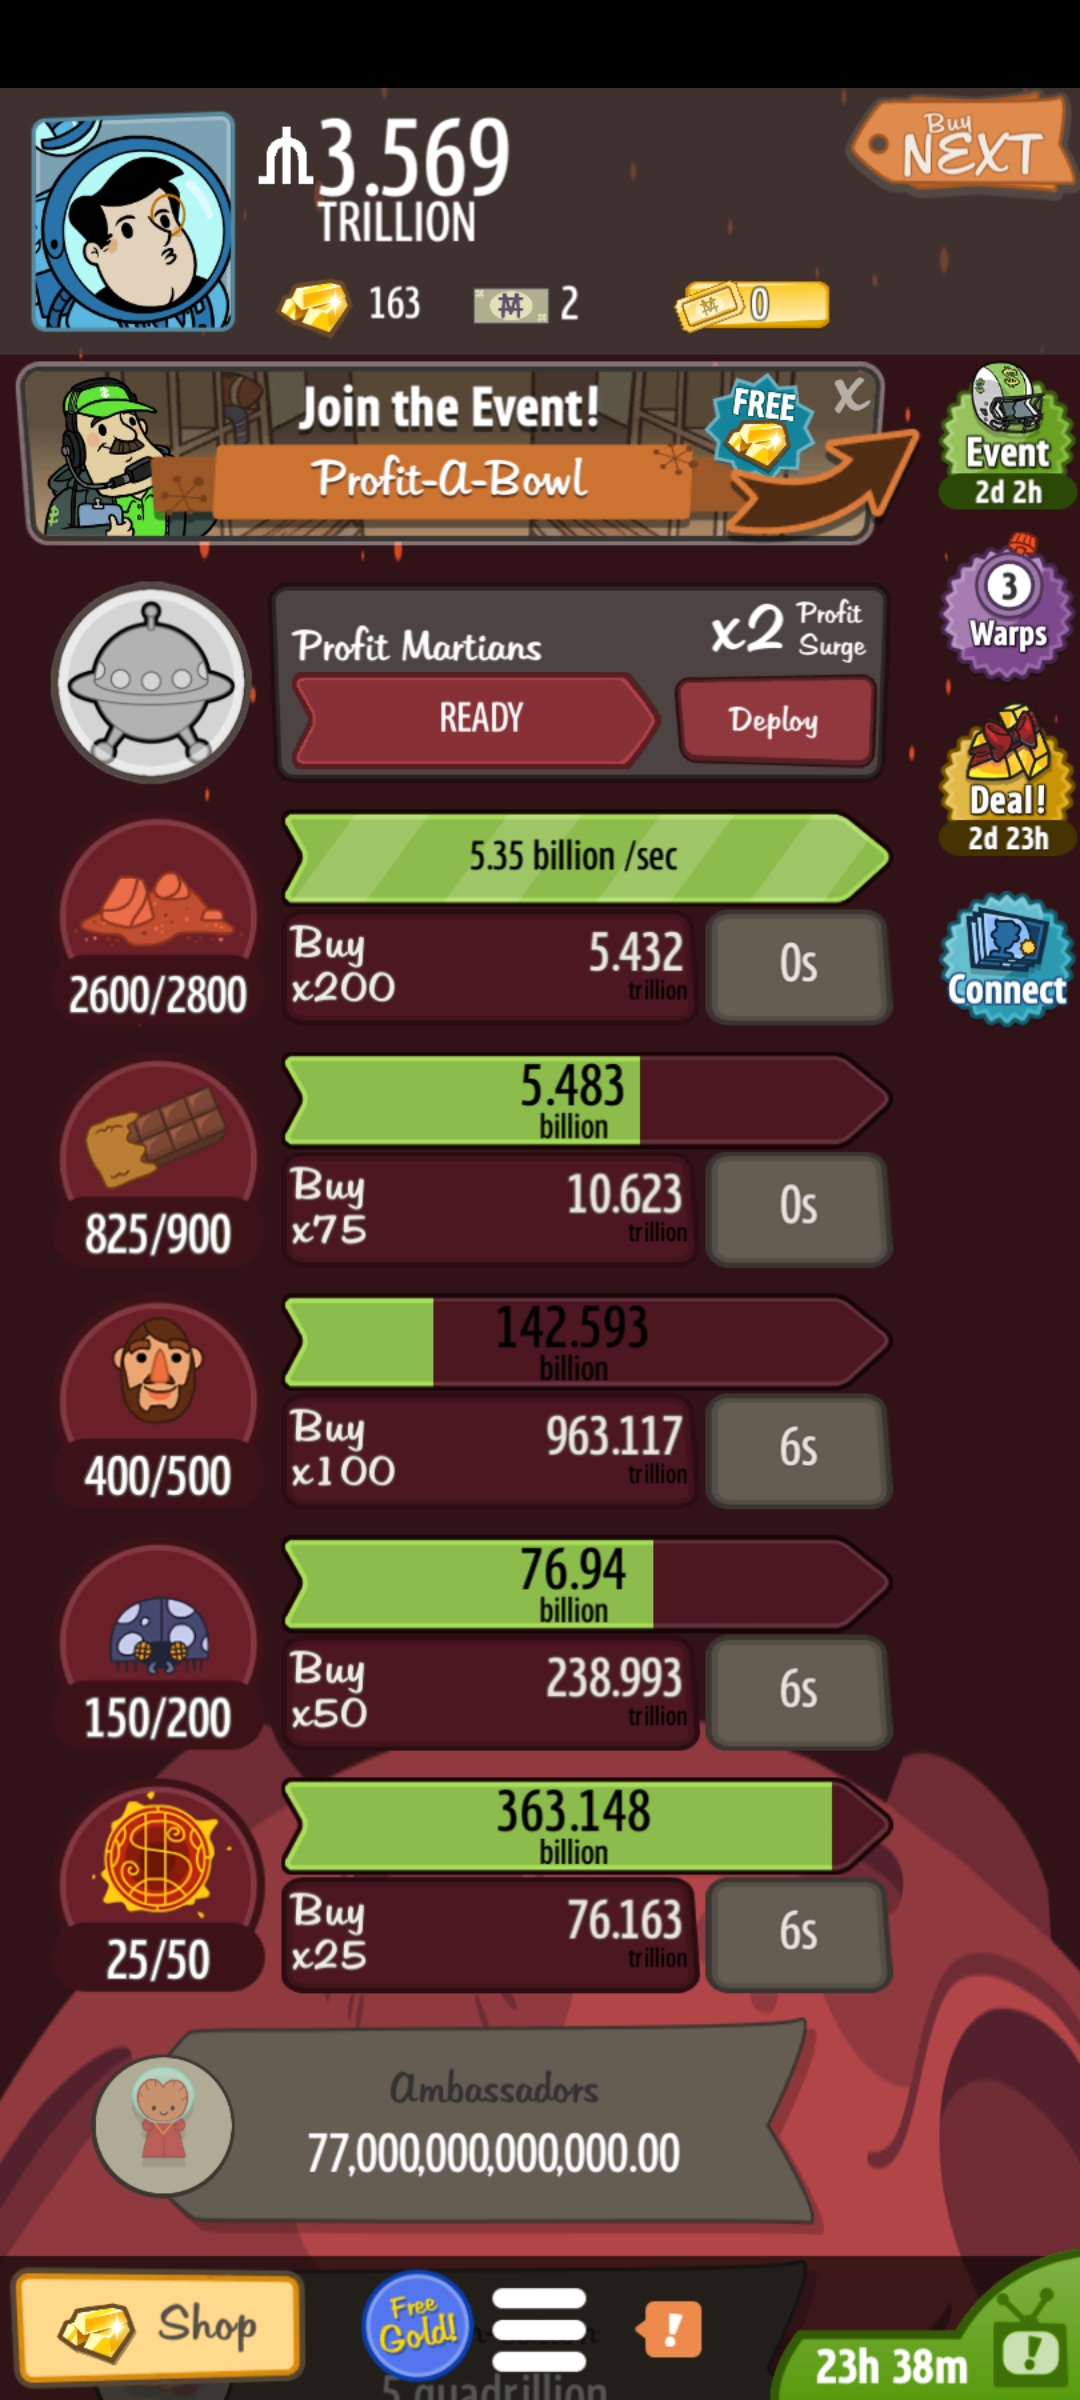 Buy
NEXT
3.569
TRILLION
163
2
0
Join the Event!
FREE
X
Profit-A-Bowl
Event
2d 2h
3
Warps
Profit Martians
x2 Profit Surge
READY
Deploy
Deal!
2d 23h
5.35 billion /sec
2600/2800
Buy x200
5.432 trillion
0s
Connect
5.483
billion
825/900
Buy x75
10.623 trillion
0s
142.593
billion
400/500
Buy x100
963.117 trillion
6s
76.94
billion
150/200
Buy x50
238.993 trillion
6s
363.148
billion
25/50
Buy x25
76.163 trillion
6s
Ambassadors
77,000,000,000,000.00
Shop
Free Gold!
!
23h 38m
!
5 quadrillion